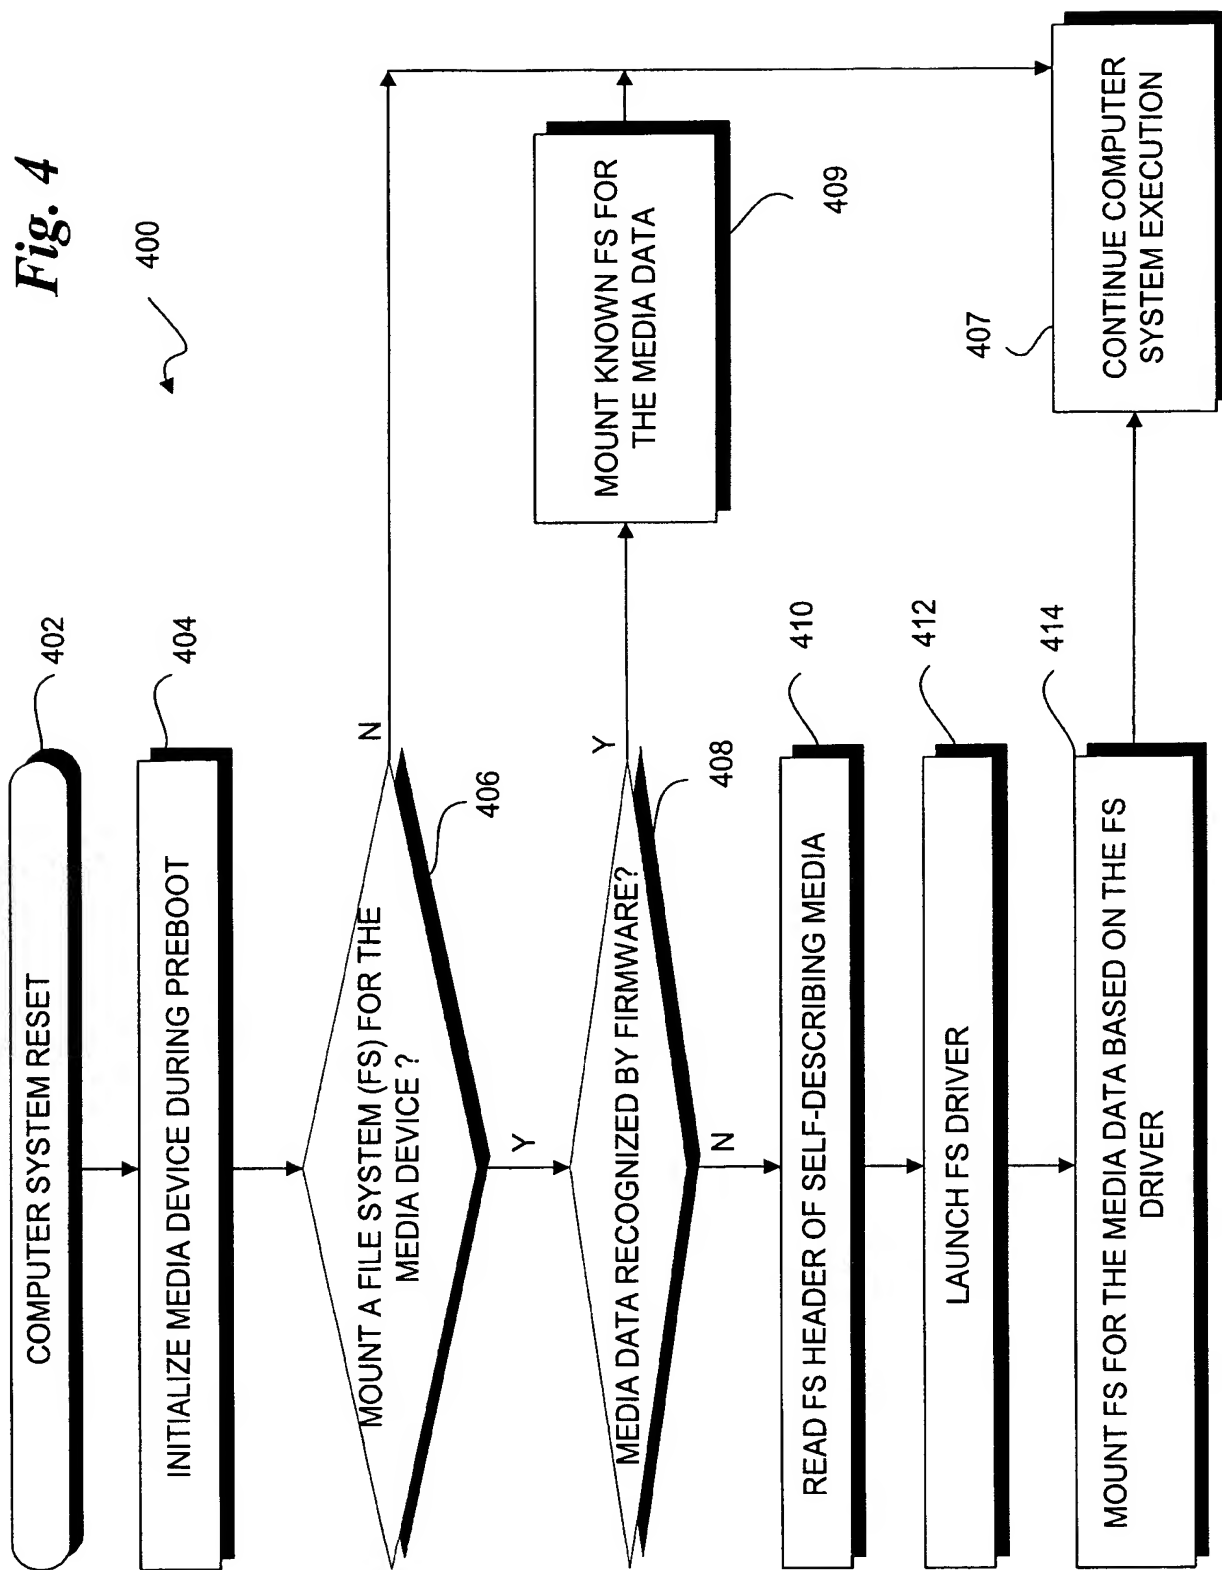 Fig. 4
400
COMPUTER SYSTEM RESET
402
INITIALIZE MEDIA DEVICE DURING PREBOOT
404
MOUNT A FILE SYSTEM (FS) FOR THE
MEDIA DEVICE ?
406
N
Y
MEDIA DATA RECOGNIZED BY FIRMWARE?
408
Y
N
MOUNT KNOWN FS FOR
THE MEDIA DATA
409
READ FS HEADER OF SELF-DESCRIBING MEDIA
410
LAUNCH FS DRIVER
412
MOUNT FS FOR THE MEDIA DATA BASED ON THE FS
DRIVER
414
CONTINUE COMPUTER
SYSTEM EXECUTION
407